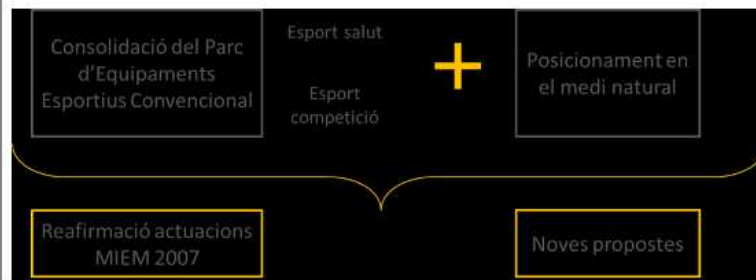 Consolidació del Parc
d'Equipaments
Esportius Convencional
Esport salut
Esport
competició
+
Posicionament en
el medi natural
Reafirmació actuacions
MIEM 2007
Noves propostes